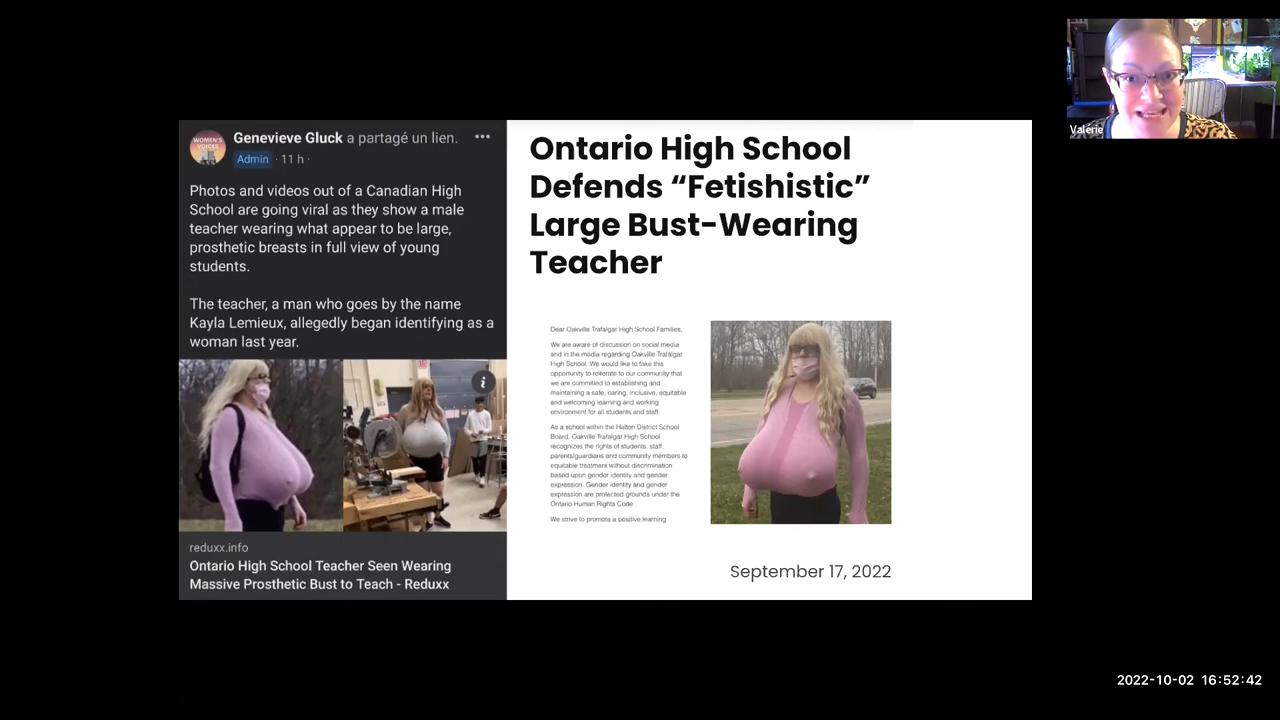 WOMEN'S
VOICES
Genevieve Gluck a partagé un lien.
Admin · 11 h ·
Photos and videos out of a Canadian High
School are going viral as they show a male
teacher wearing what appear to be large,
prosthetic breasts in full view of young
students.
The teacher, a man who goes by the name
Kayla Lemieux, allegedly began identifying as a
woman last year.
reduxx.info
Ontario High School Teacher Seen Wearing
Massive Prosthetic Bust to Teach - Reduxx
Ontario High School
Defends “Fetishistic”
Large Bust-Wearing
Teacher
Dear Oakville Trafalgar High School Families,
We are aware of discussion on social media
and in the media regarding Oakville Trafalgar
High School. We would like to take this
opportunity to reiterate to our community that
we are committed to establishing and
maintaining a safe, caring, inclusive, equitable
and welcoming learning and working
environment for all students and staff.
As a school within the Halton District School
Board, Oakville Trafalgar High School
recognizes the rights of students, staff,
parents/guardians and community members to
equitable treatment without discrimination
based upon gender identity and gender
expression. Gender identity and gender
expression are protected grounds under the
Ontario Human Rights Code.
We strive to promote a positive learning
September 17, 2022
Valérie
2022-10-02 16:52:42